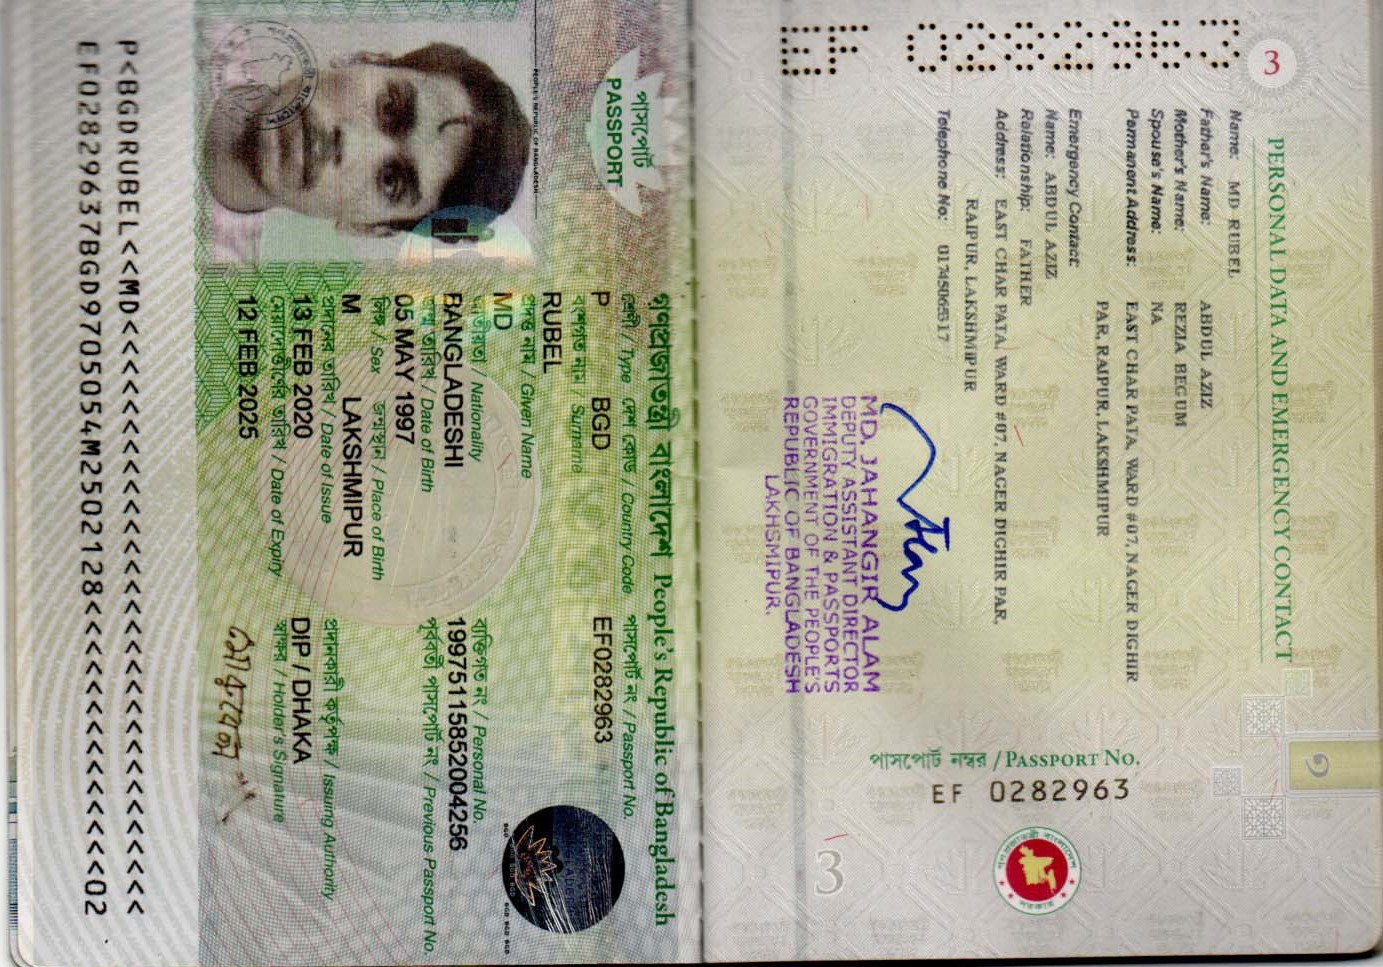 3
PERSONAL DATA AND EMERGENCY CONTACT
Name: MD RUBEL
Father's Name: ABDUL AZIZ
Mother's Name: REZIA BEGUM
Spouse's Name: NA
Permanent Address: EAST CHAR PATA, WARD #07, NAGER DIGHIR
PAR, RAIPUR, LAKSHMIPUR
Emergency Contact:
Name: ABDUL AZIZ
Relationship: FATHER
Address: EAST CHAR PATA, WARD #07, NAGER DIGHIR PAR,
RAIPUR, LAKSHMIPUR
Telephone No:
EF 0282963
MD. JAHANGIR ALAM
DEPUTY ASSISTANT DIRECTOR
IMMIGRATION & PASSPORTS
GOVERNMENT OF THE PEOPLE'S
REPUBLIC OF BANGLADESH
LAKHSMIPUR.
পাসপোর্ট নম্বর / PASSPORT NO.
EF 0282963
3
গণপ্রজাতন্ত্রী বাংলাদেশ People's Republic of Bangladesh
পাসপোর্ট
PASSPORT
শ্রেণী / Type দেশ কোড / Country Code পাসপোর্ট নং / Passport No.
P BGD EF0282963
বংশগত নাম / Surname
RUBEL
প্রদত্ত নাম / Given Name
MD
জাতীয়তা / Nationality ব্যক্তিগত নং / Personal No.
BANGLADESHI 19975115852004256
জন্ম তারিখ / Date of Birth পূর্ববর্তী পাসপোর্ট নং / Previous Passport No.
05 MAY 1997
লিঙ্গ / Sex জন্মস্থান / Place of Birth
M LAKSHMIPUR
প্রদানের তারিখ / Date of Issue প্রদানকারী কর্তৃপক্ষ / Issuing Authority
13 FEB 2020 DIP / DHAKA
মেয়াদোত্তীর্ণের তারিখ / Date of Expiry স্বাক্ষর / Holder's Signature
12 FEB 2025
P<BGDRUBEL<<MD<<<<<<<<<<<<<<<<<<<<<<<<<<<<<<
EF02829637BGD9705054M2502128<<<<<<<<<<<<<<02